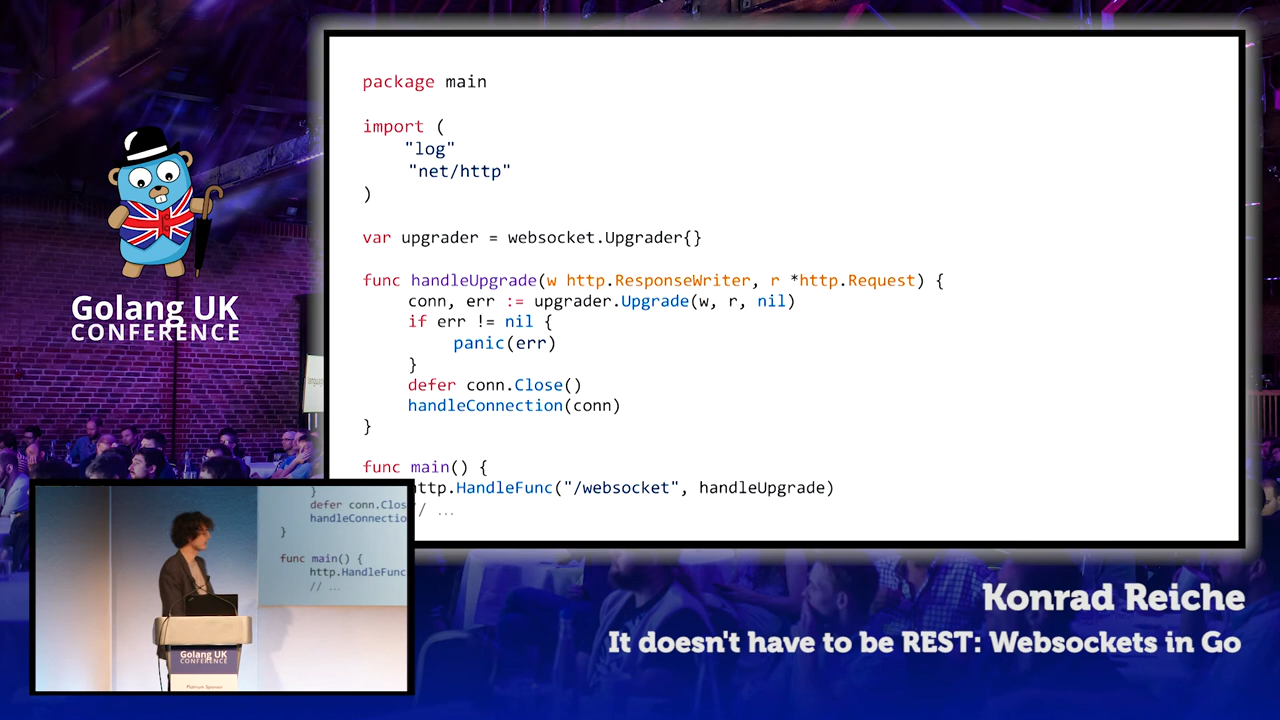 package main
import (
"log"
"net/http"
)
var upgrader = websocket.Upgrader{}
func handleUpgrade(w http.ResponseWriter, r *http.Request) {
conn, err := upgrader.Upgrade(w, r, nil)
if err != nil {
panic(err)
}
defer conn.Close()
handleConnection(conn)
}
func main() {
http.HandleFunc("/websocket", handleUpgrade)
/ ...
Golang UK
CONFERENCE
}
defer conn.Clos
handleConnectio
}
func main() {
http.HandleFunc
// ...
Golang UK
CONFERENCE
Platinum Sponsor
Konrad Reiche
It doesn't have to be REST: Websockets in Go